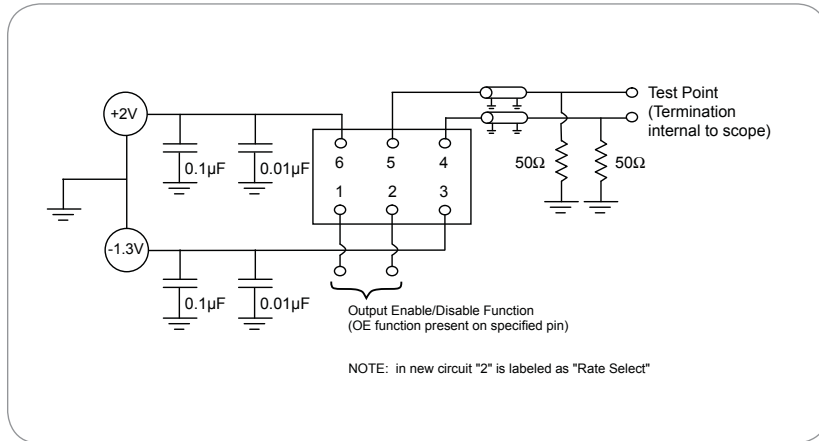 +2V
0.1µF
0.01µF
6
5
4
1
2
3
Test Point
(Termination
internal to scope)
50Ω
50Ω
-1.3V
0.1µF
0.01µF
Output Enable/Disable Function
(OE function present on specified pin)
NOTE: in new circuit "2" is labeled as "Rate Select"